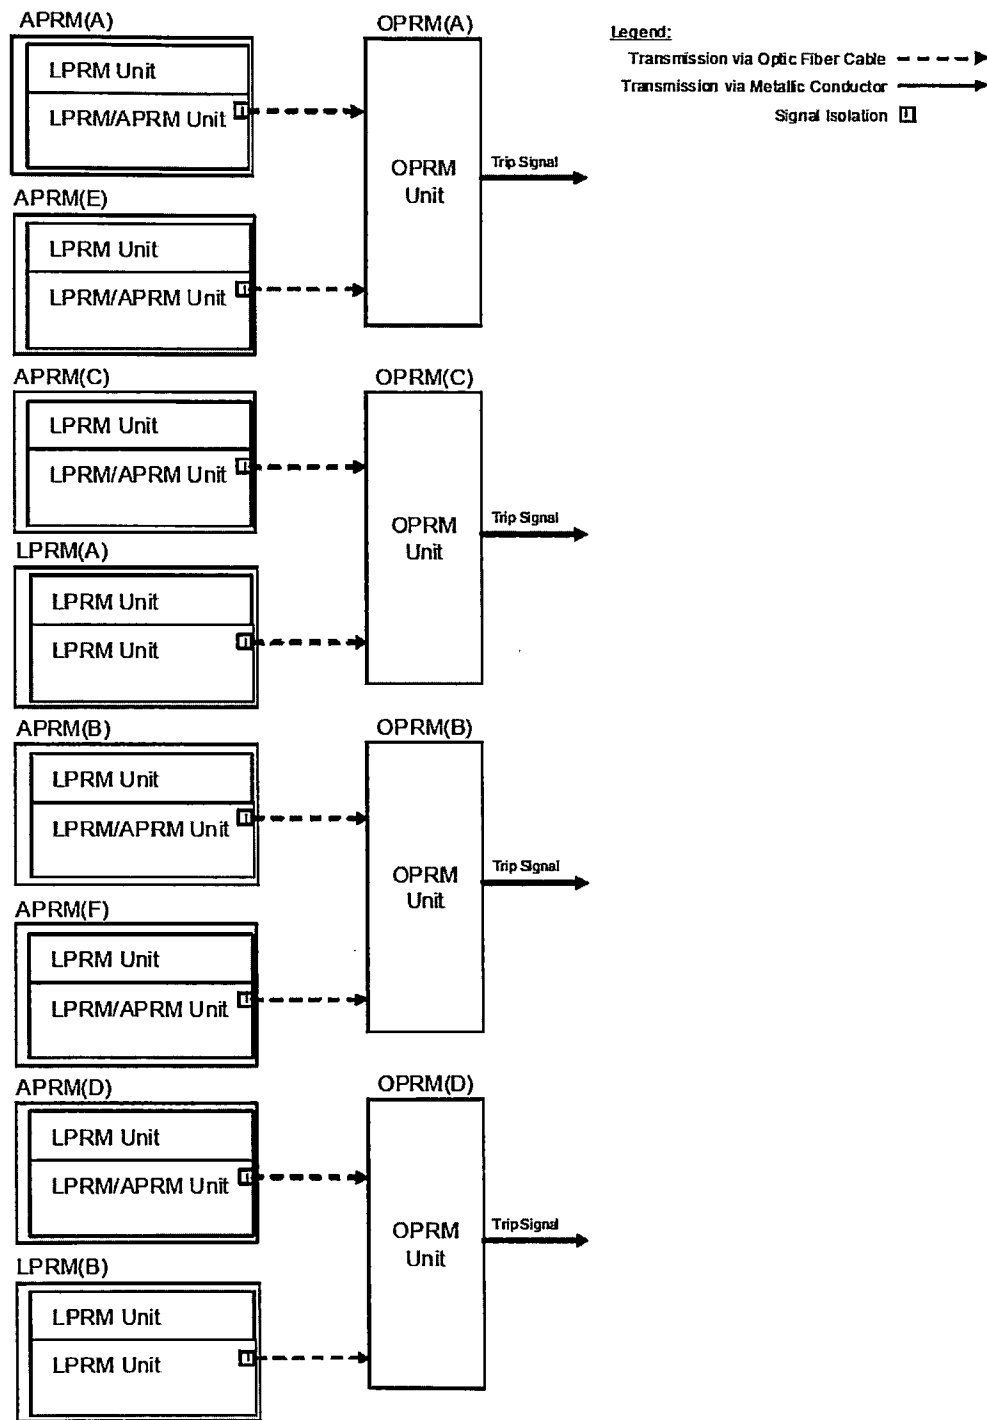 APRM(A)
OPRM(A)
Legend:
Transmission via Optic Fiber Cable
Transmission via Metallic Conductor
Signal Isolation
LPRM Unit
LPRM/APRM Unit
I
OPRM
Unit
Trip Signal
APRM(E)
LPRM Unit
LPRM/APRM Unit
I
APRM(C)
OPRM(C)
LPRM Unit
LPRM/APRM Unit
I
OPRM
Unit
Trip Signal
LPRM(A)
LPRM Unit
LPRM Unit
I
APRM(B)
OPRM(B)
LPRM Unit
LPRM/APRM Unit
I
OPRM
Unit
Trip Signal
APRM(F)
LPRM Unit
LPRM/APRM Unit
I
APRM(D)
OPRM(D)
LPRM Unit
LPRM/APRM Unit
I
OPRM
Unit
Trip Signal
LPRM(B)
LPRM Unit
LPRM Unit
I